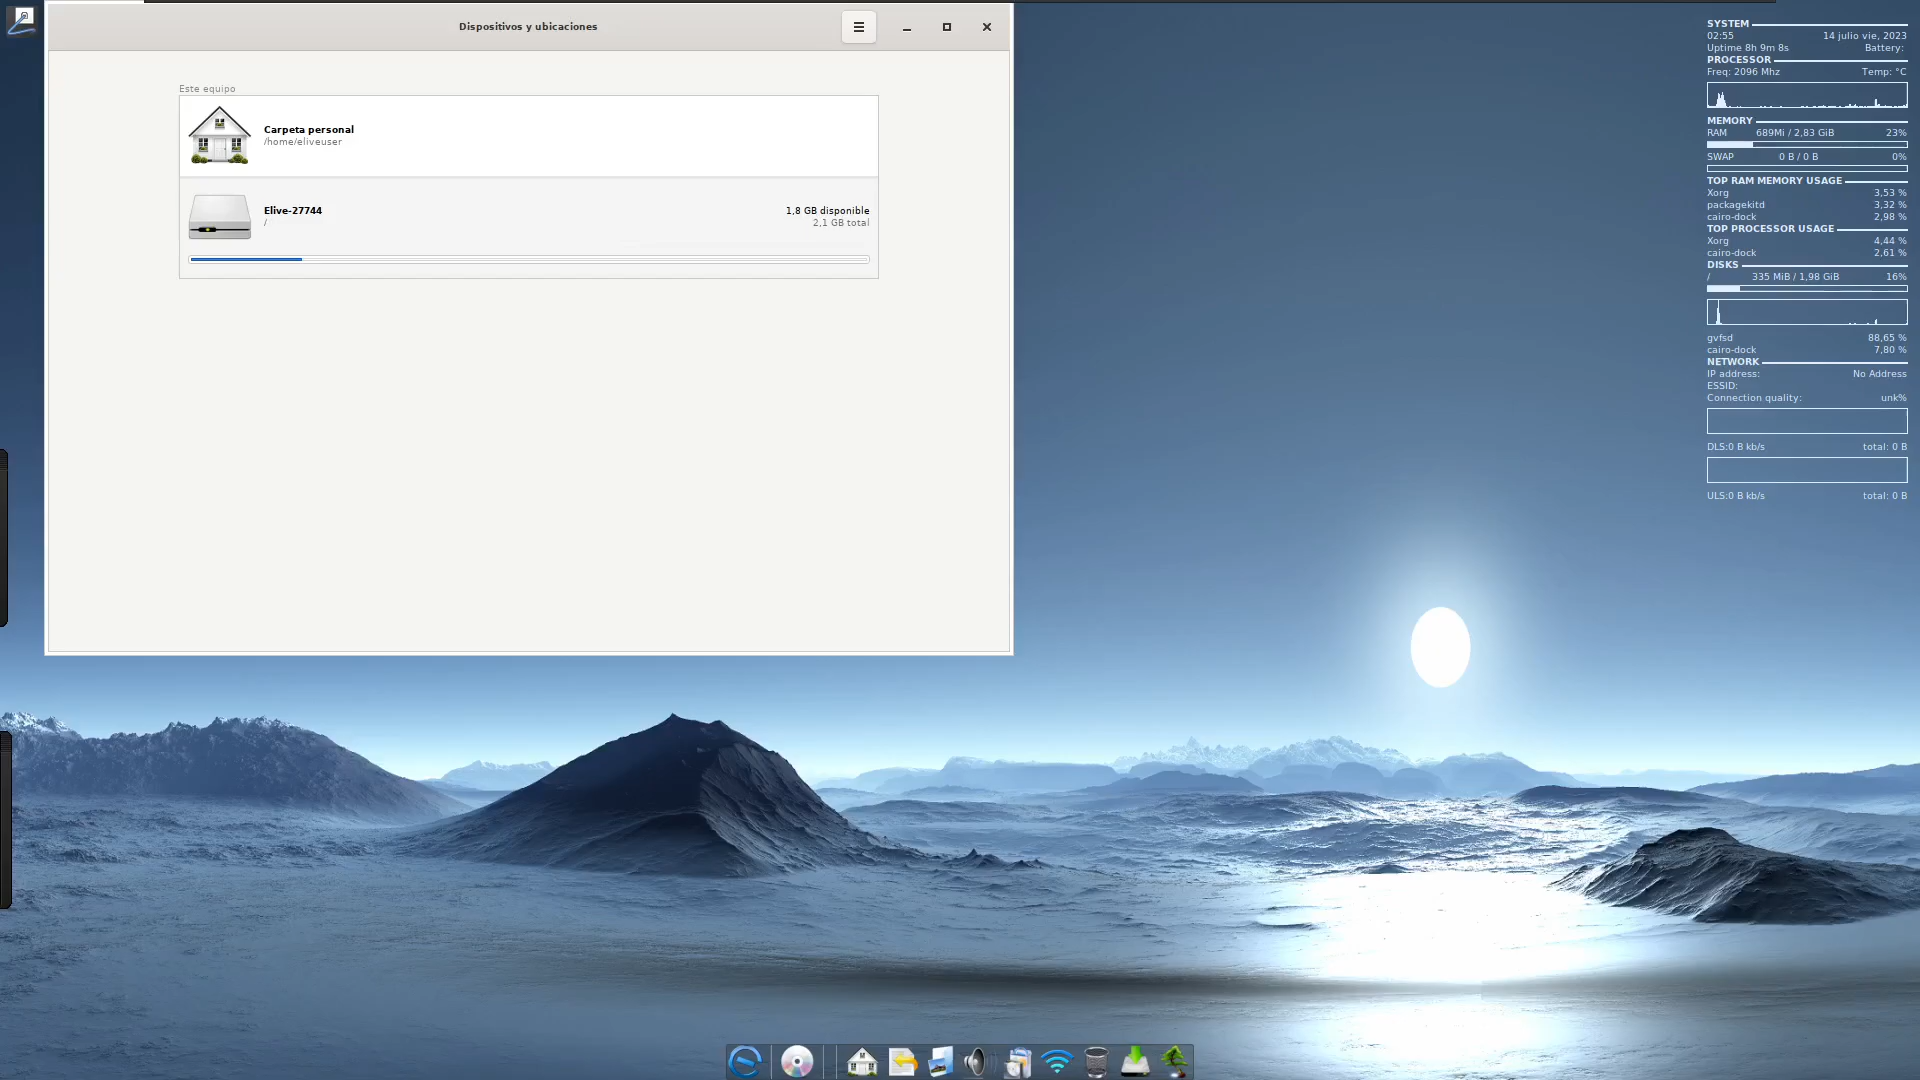 Dispositivos y ubicaciones
Este equipo
Carpeta personal
/home/eliveuser
Elive-27744
/
1,8 GB disponible
2,1 GB total
SYSTEM
02:55 14 julio vie, 2023
Uptime 8h 9m 8s Battery:
PROCESSOR
Freq: 2096 Mhz Temp: °C
MEMORY
RAM 689Mi / 2,83 GiB 23%
SWAP 0 B / 0 B 0%
TOP RAM MEMORY USAGE
Xorg 3,53 %
packagekitd 3,32 %
cairo-dock 2,98 %
TOP PROCESSOR USAGE
Xorg 4,44 %
cairo-dock 2,61 %
DISKS
/ 335 MiB / 1,98 GiB 16%
gvfsd 88,65 %
cairo-dock 7,80 %
NETWORK
IP address: No Address
ESSID:
Connection quality: unk%
DLS:0 B kb/s total: 0 B
ULS:0 B kb/s total: 0 B